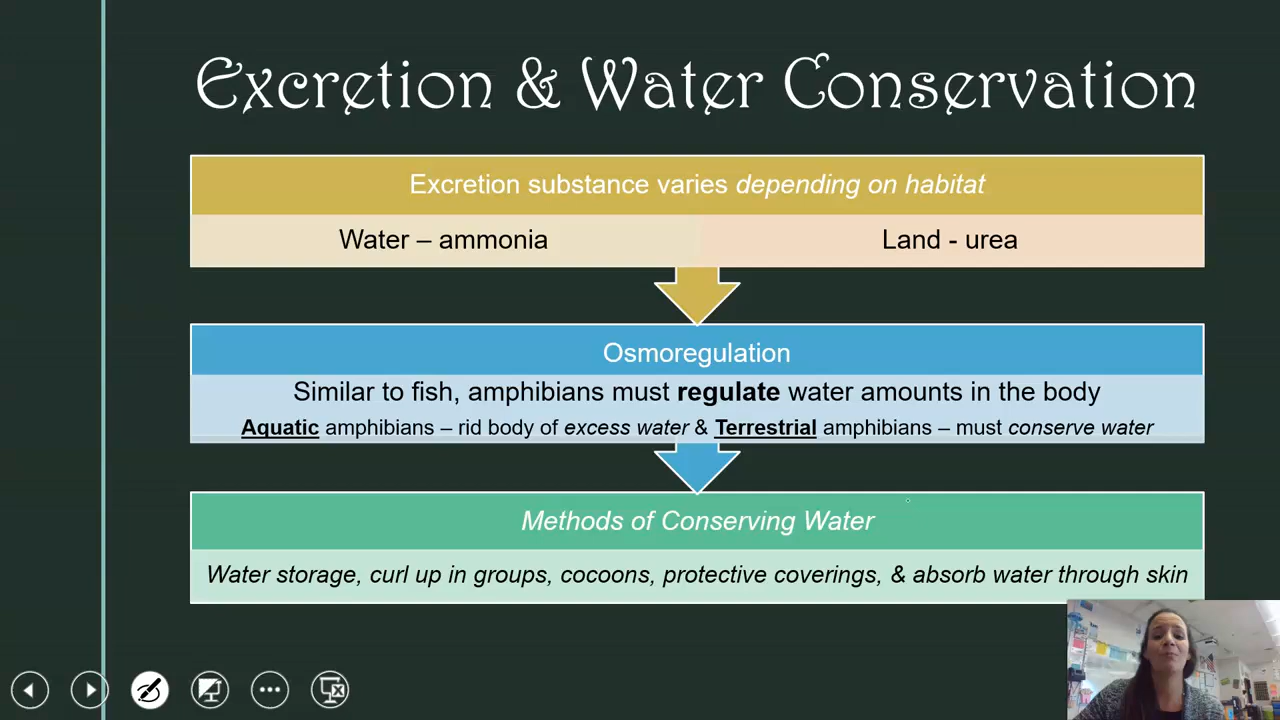 Excretion & Water Conservation
Excretion substance varies depending on habitat
Water – ammonia
Land - urea
Osmoregulation
Similar to fish, amphibians must regulate water amounts in the body
Aquatic amphibians – rid body of excess water & Terrestrial amphibians – must conserve water
Methods of Conserving Water
Water storage, curl up in groups, cocoons, protective coverings, & absorb water through skin